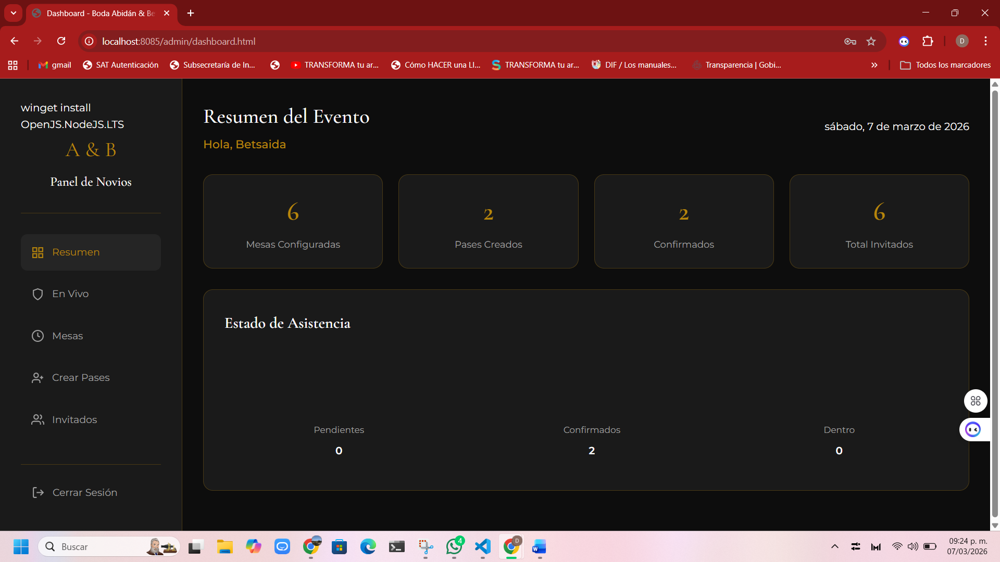 Dashboard - Boda Abidán & Be
localhost:8085/admin/dashboard.html
D
gmail
SAT Autenticación
Subsecretaría de In...
TRANSFORMA tu ar...
Cómo HACER una LI...
TRANSFORMA tu ar...
DIF / Los manuales...
Transparencia | Gobi...
Todos los marcadores
winget install
OpenJS.NodeJS.LTS
A & B
Panel de Novios
Resumen
En Vivo
Mesas
Crear Pases
Invitados
Cerrar Sesión
Resumen del Evento
Hola, Betsaida
sábado, 7 de marzo de 2026
6
Mesas Configuradas
2
Pases Creados
2
Confirmados
6
Total Invitados
Estado de Asistencia
Pendientes
0
Confirmados
2
Dentro
0
Buscar
4
D
09:24 p. m.
07/03/2026